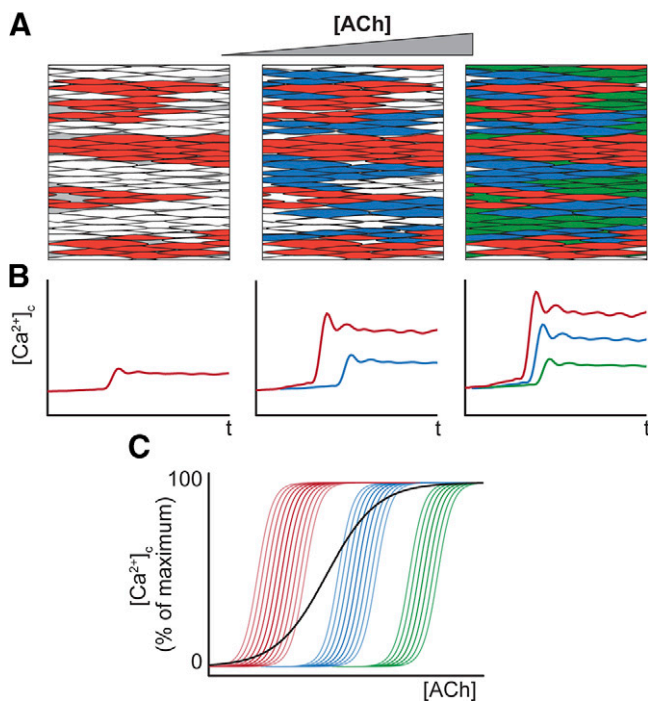 A
[ACh]
B
[Ca²⁺]c
t
t
t
C
100
[Ca²⁺]c
(% of maximum)
0
[ACh]